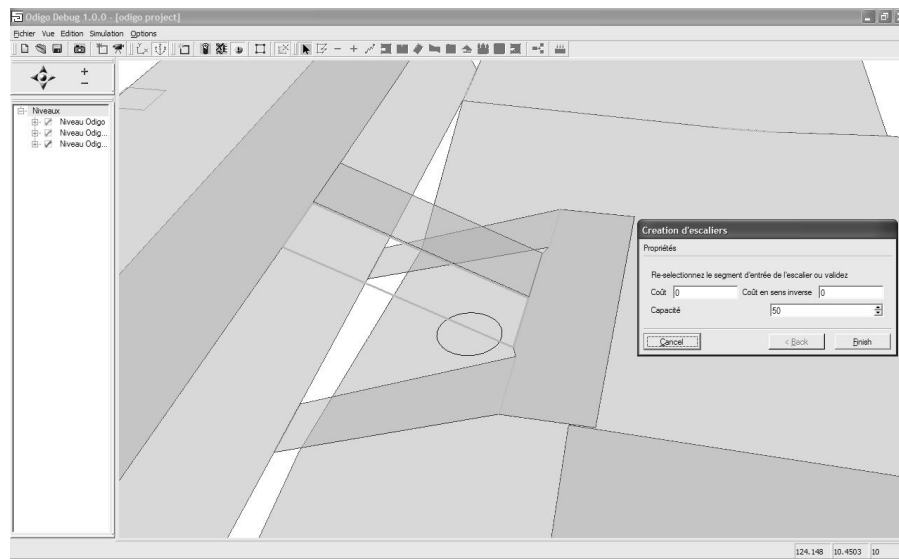 Odigo Debug 1.0.0 - [odigo project]
Fichier Vue Edition Simulation Options
+
−
Niveaux
Niveau Odigo
Niveau Odig...
Niveau Odig...
Creation d'escaliers
Propriétés
Re-selectionnez le segment d'entrée de l'escalier ou validez
Coût 0 Coût en sens inverse 0
Capacité 50
Cancel < Back Finish
124.148 10.4503 10